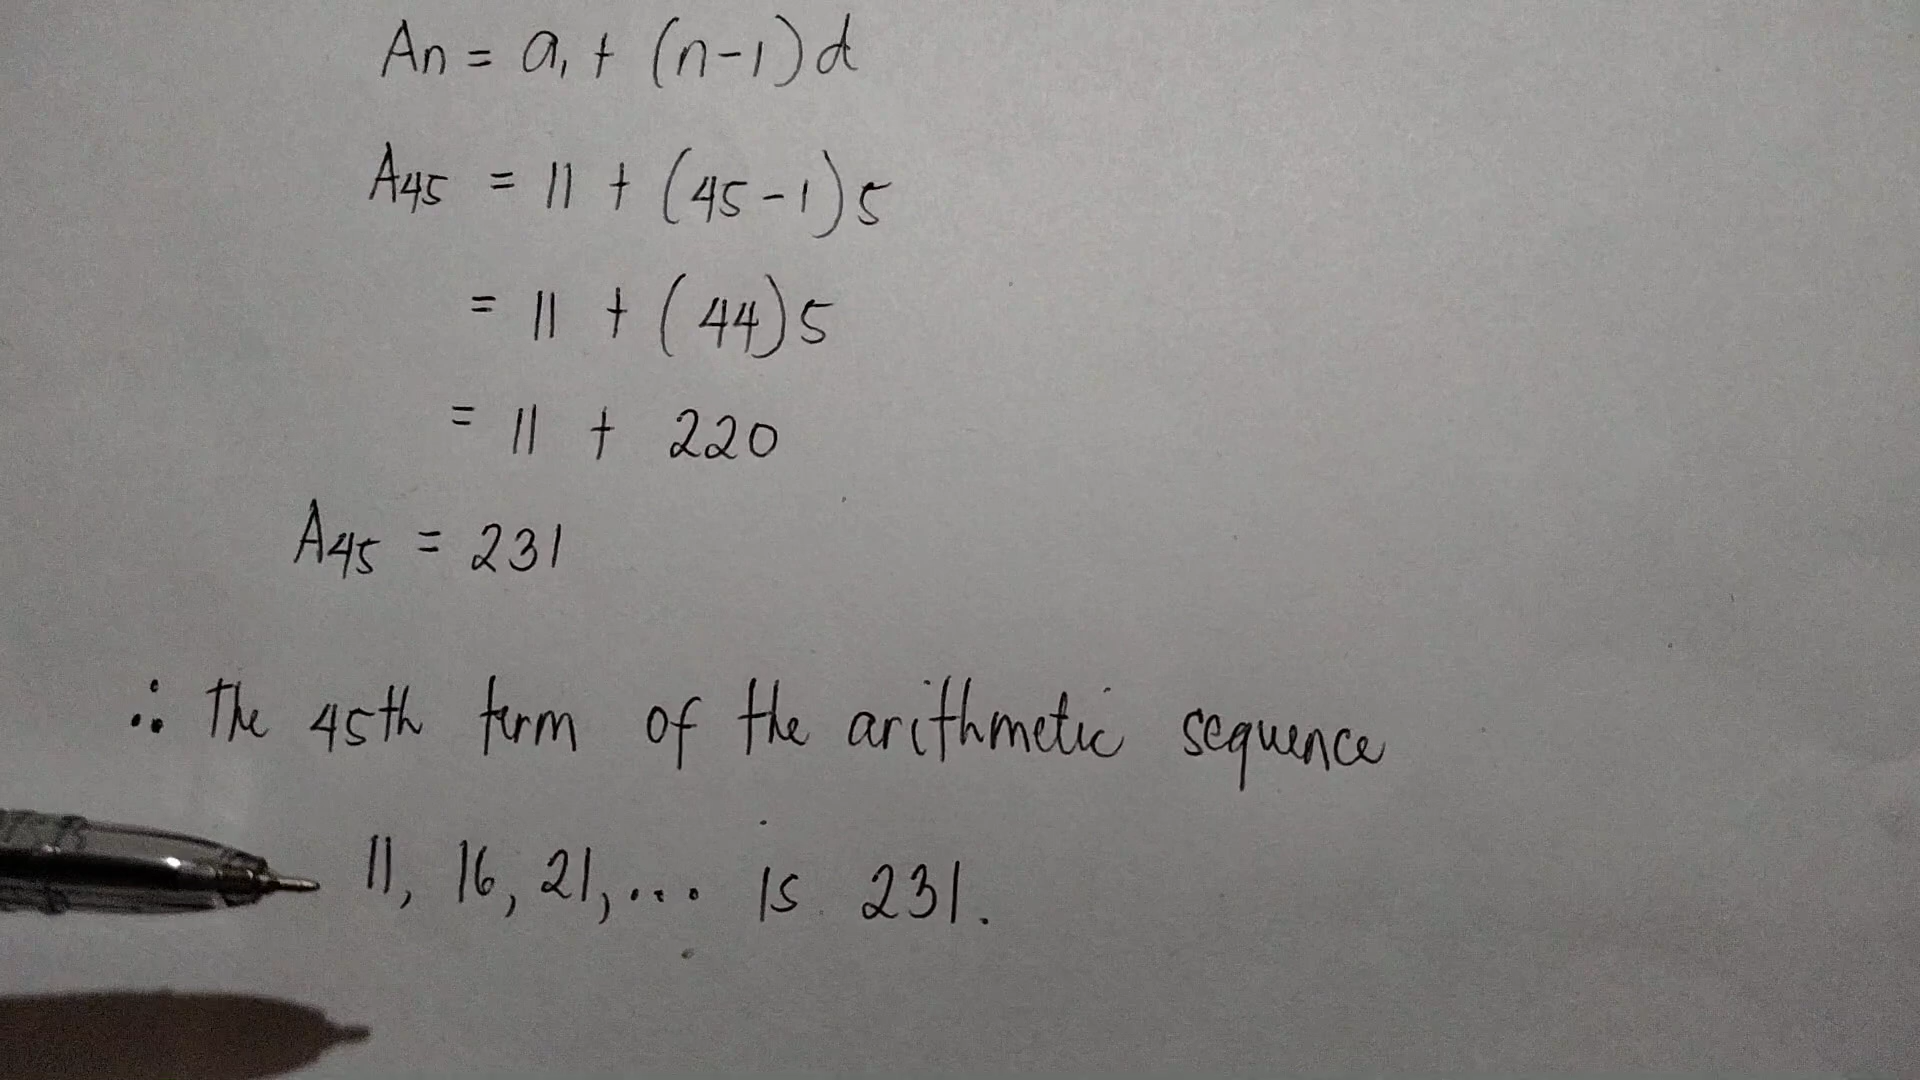 An = a₁ + (n-1)d
A45 = 11 + (45-1)5
= 11 + (44)5
= 11 + 220
A45 = 231
∴ The 45th term of the arithmetic sequence
11, 16, 21, ... is 231.